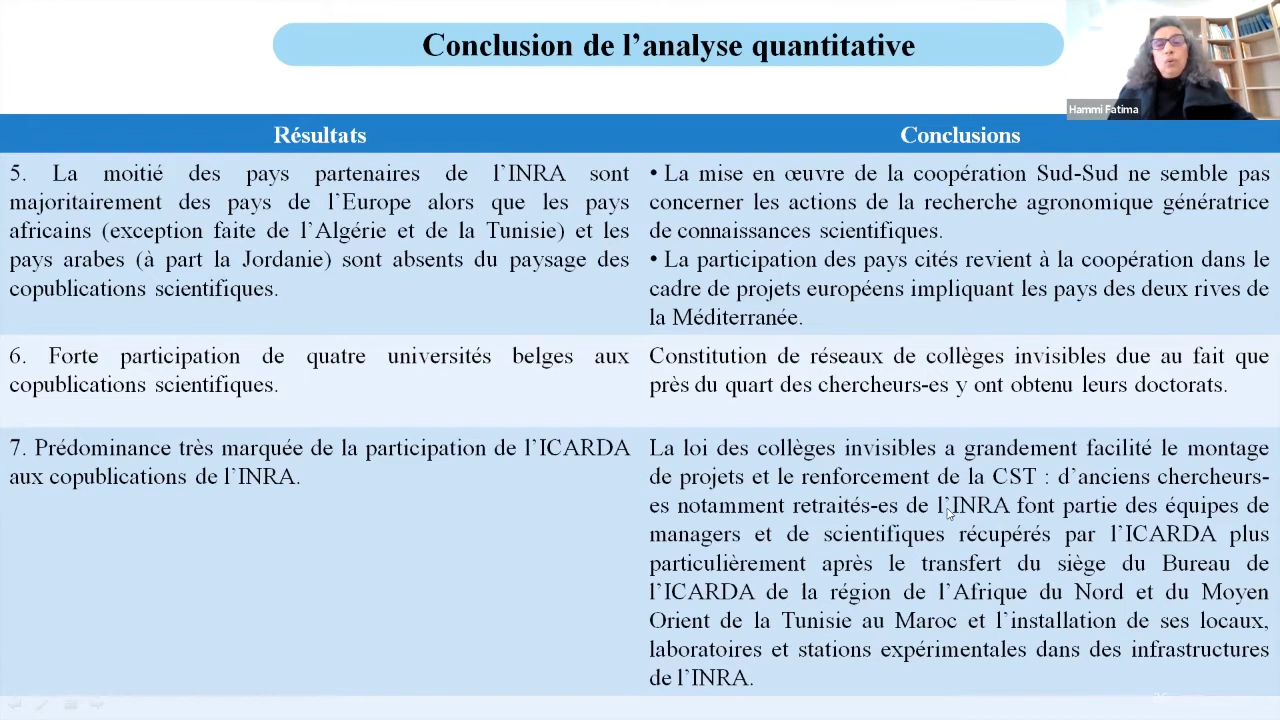 Conclusion de l’analyse quantitative
Hammi Fatima
Résultats
Conclusions
5. La moitié des pays partenaires de l’INRA sont
majoritairement des pays de l’Europe alors que les pays
africains (exception faite de l’Algérie et de la Tunisie) et les
pays arabes (à part la Jordanie) sont absents du paysage des
copublications scientifiques.
• La mise en œuvre de la coopération Sud-Sud ne semble pas
concerner les actions de la recherche agronomique génératrice
de connaissances scientifiques.
• La participation des pays cités revient à la coopération dans le
cadre de projets européens impliquant les pays des deux rives de
la Méditerranée.
6. Forte participation de quatre universités belges aux
copublications scientifiques.
Constitution de réseaux de collèges invisibles due au fait que
près du quart des chercheurs-es y ont obtenu leurs doctorats.
7. Prédominance très marquée de la participation de l’ICARDA
aux copublications de l’INRA.
La loi des collèges invisibles a grandement facilité le montage
de projets et le renforcement de la CST : d’anciens chercheurs-
es notamment retraités-es de l’INRA font partie des équipes de
managers et de scientifiques récupérés par l’ICARDA plus
particulièrement après le transfert du siège du Bureau de
l’ICARDA de la région de l’Afrique du Nord et du Moyen
Orient de la Tunisie au Maroc et l’installation de ses locaux,
laboratoires et stations expérimentales dans des infrastructures
de l’INRA.